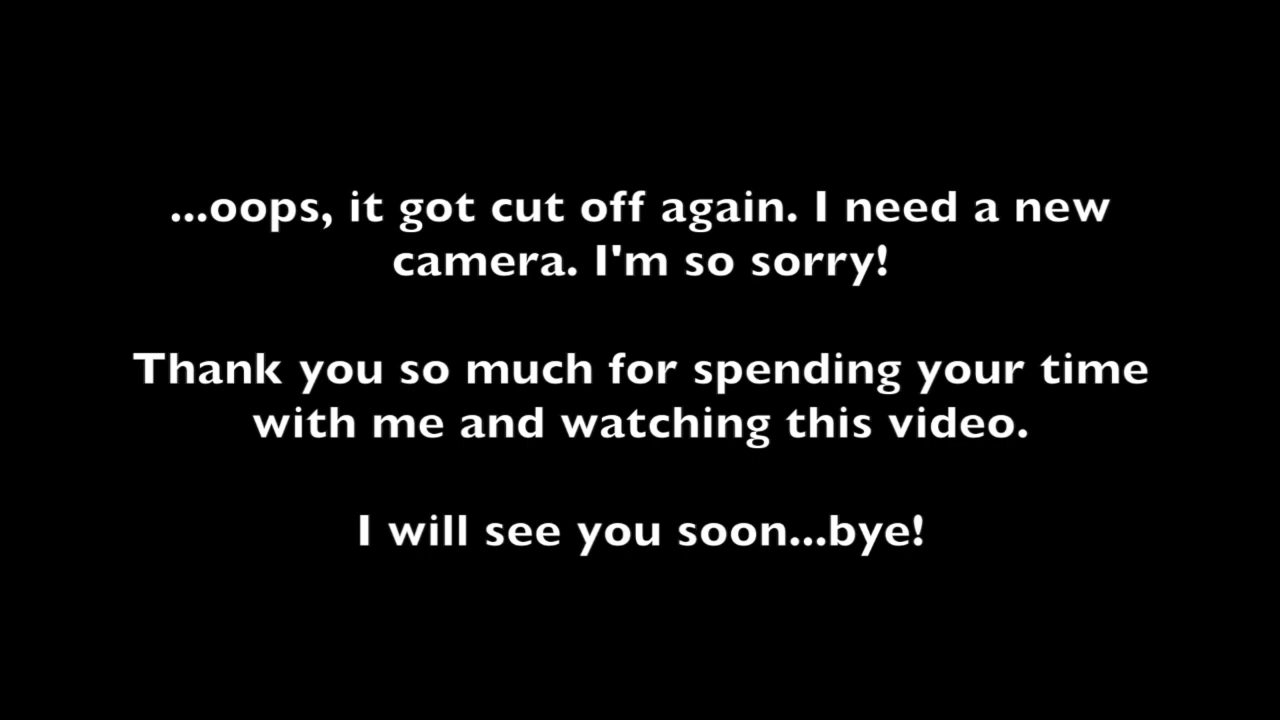 ...oops, it got cut off again. I need a new
camera. I'm so sorry!
Thank you so much for spending your time
with me and watching this video.
I will see you soon...bye!